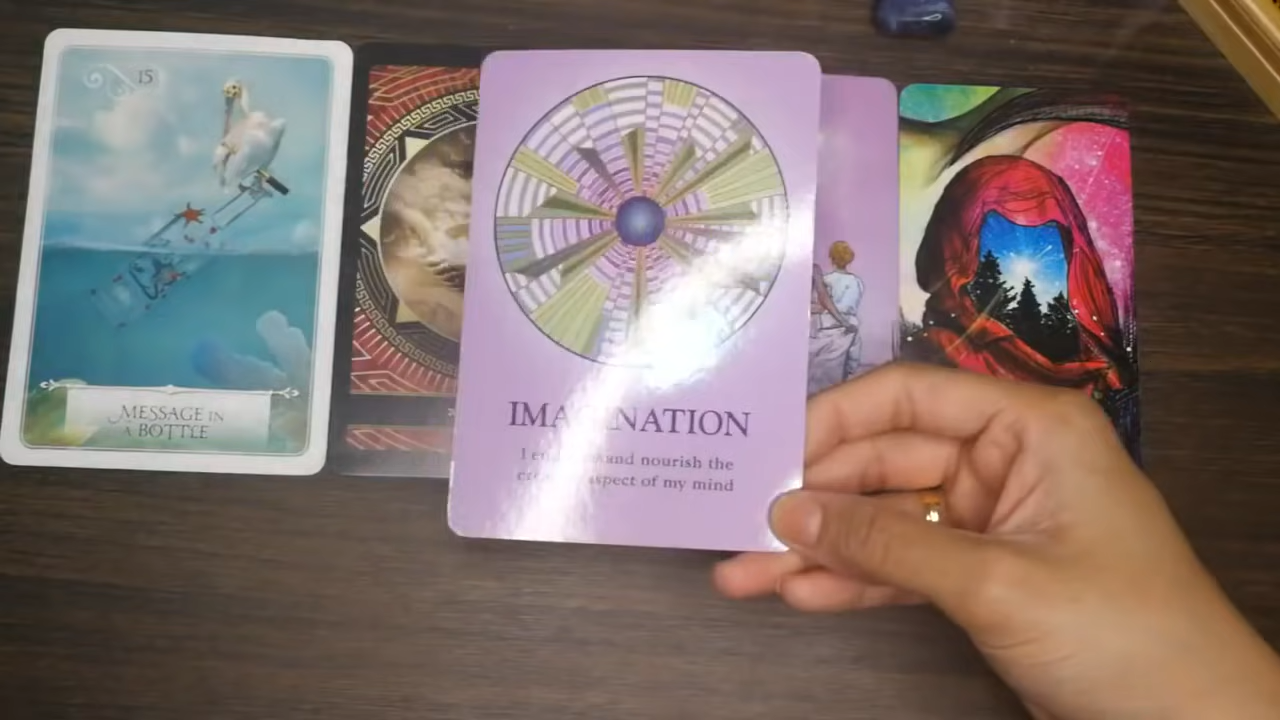 15
MESSAGE IN
A BOTTLE
IMAGINATION
I and nourish the
aspect of my mind